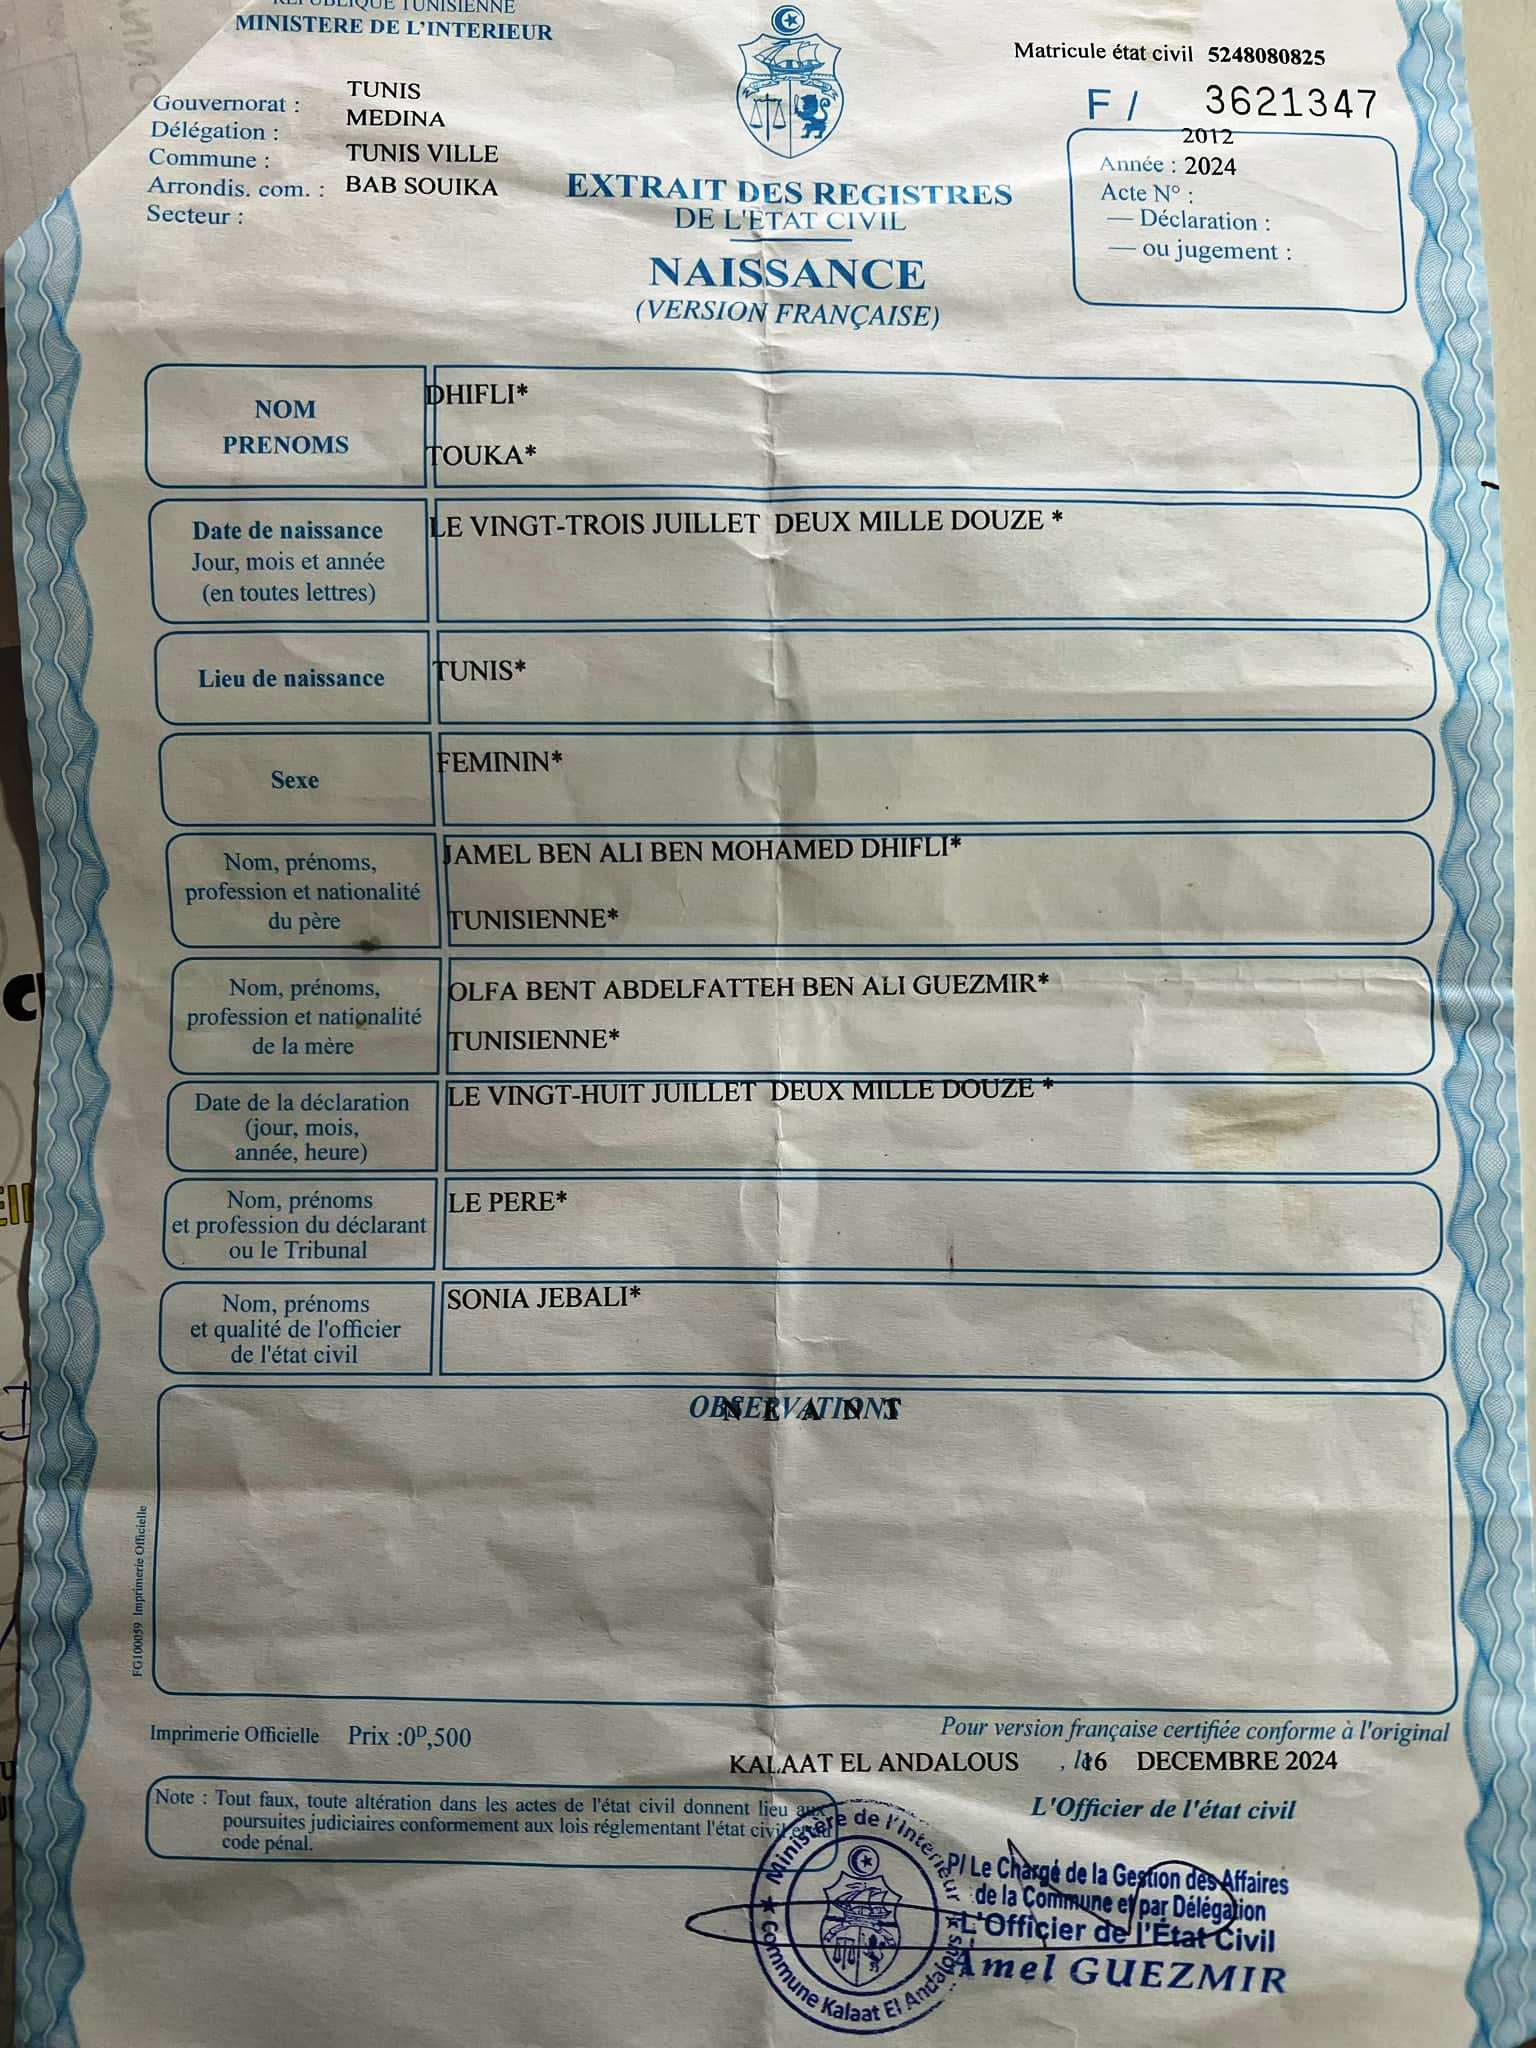 REPUBLIQUE TUNISIENNE
MINISTERE DE L'INTERIEUR
Matricule état civil 5248080825
F / 3621347
Gouvernorat : TUNIS
Délégation : MEDINA
Commune : TUNIS VILLE
Arrondis. com. : BAB SOUIKA
Secteur :
EXTRAIT DES REGISTRES
DE L'ÉTAT CIVIL
NAISSANCE
(VERSION FRANÇAISE)
2012
Année : 2024
Acte N° :
— Déclaration :
— ou jugement :
NOM
PRENOMS
DHIFLI*
TOUKA*
Date de naissance
Jour, mois et année
(en toutes lettres)
LE VINGT-TROIS JUILLET DEUX MILLE DOUZE *
Lieu de naissance
TUNIS*
Sexe
FEMININ*
Nom, prénoms,
profession et nationalité
du père
JAMEL BEN ALI BEN MOHAMED DHIFLI*
TUNISIENNE*
Nom, prénoms,
profession et nationalité
de la mère
OLFA BENT ABDELFATTEH BEN ALI GUEZMIR*
TUNISIENNE*
Date de la déclaration
(jour, mois,
année, heure)
LE VINGT-HUIT JUILLET DEUX MILLE DOUZE *
Nom, prénoms
et profession du déclarant
ou le Tribunal
LE PERE*
Nom, prénoms
et qualité de l'officier
de l'état civil
SONIA JEBALI*
OBSERVATIONS
N E A N T
FG100059 Imprimerie Officielle
Imprimerie Officielle Prix :0D,500
Pour version française certifiée conforme à l'original
KALAAT EL ANDALOUS , le 16 DECEMBRE 2024
L'Officier de l'état civil
Note : Tout faux, toute altération dans les actes de l'état civil donnent lieu aux
poursuites judiciaires conformement aux lois réglementant l'état civil et au
code pénal.
Ministère de l'Intérieur
Commune Kalaat El Andalous
P/ Le Chargé de la Gestion des Affaires
de la Commune et par Délégation
L'Officier de l'État Civil
Amel GUEZMIR